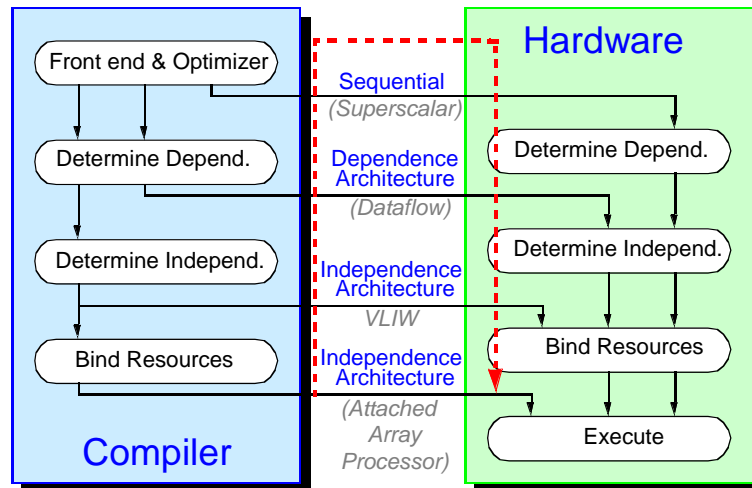 Front end & Optimizer
Determine Depend.
Determine Independ.
Bind Resources
Compiler
Sequential
(Superscalar)
Dependence
Architecture
(Dataflow)
Independence
Architecture
VLIW
Independence
Architecture
(Attached
Array
Processor)
Hardware
Determine Depend.
Determine Independ.
Bind Resources
Execute